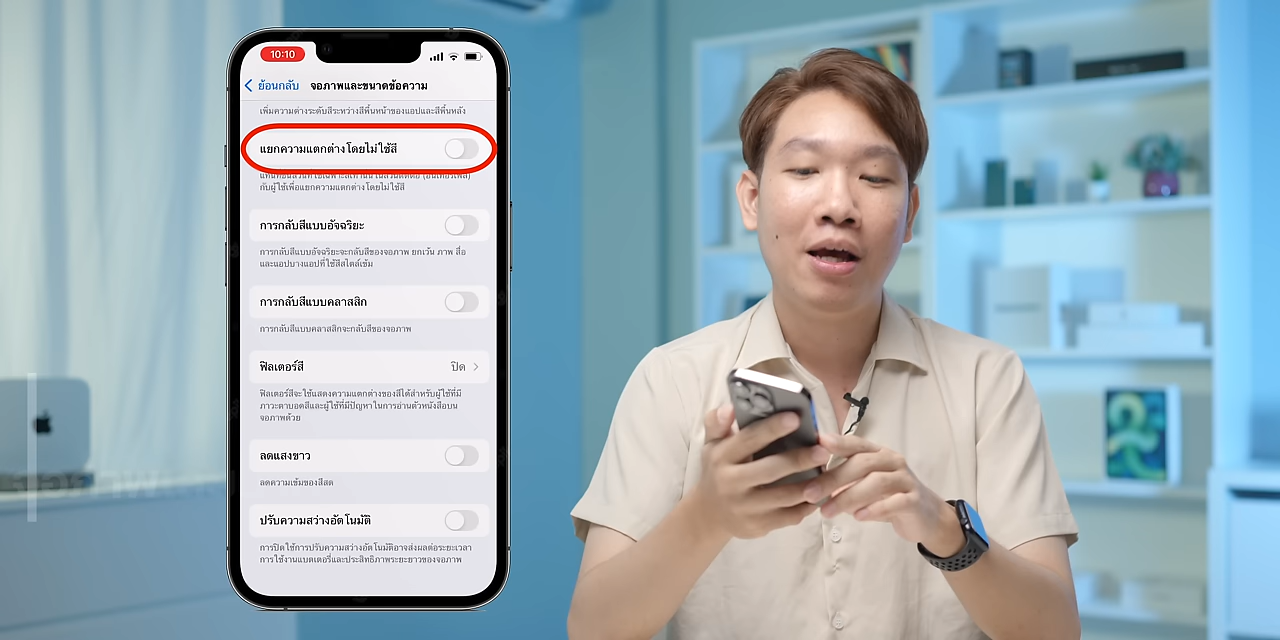 10:10
ย้อนกลับ จอภาพและขนาดข้อความ
เพิ่มความต่างระดับสีระหว่างสีพื้นหน้าของแอปและสีพื้นหลัง
แยกความแตกต่างโดยไม่ใช้สี
กับผู้ใช้เพื่อแยกความแตกต่างโดยไม่ใช้สี
การกลับสีแบบอัจฉริยะ
การกลับสีแบบอัจฉริยะจะกลับสีของจอภาพ ยกเว้น ภาพ สื่อ
และแอปบางแอปที่ใช้สีสไตล์เข้ม
การกลับสีแบบคลาสสิก
การกลับสีแบบคลาสสิกจะกลับสีของจอภาพ
ฟิลเตอร์สี ปิด
ฟิลเตอร์สีจะใช้แสดงความแตกต่างของสีได้สำหรับผู้ใช้ที่มี
ภาวะตาบอดสีและผู้ใช้ที่มีปัญหาในการอ่านตัวหนังสือบน
จอภาพด้วย
ลดแสงขาว
ลดความเข้มของสีสด
ปรับความสว่างอัตโนมัติ
การปิดใช้การปรับความสว่างอัตโนมัติอาจส่งผลต่อระยะเวลา
การใช้งานแบตเตอรี่และประสิทธิภาพระยะยาวของจอภาพ